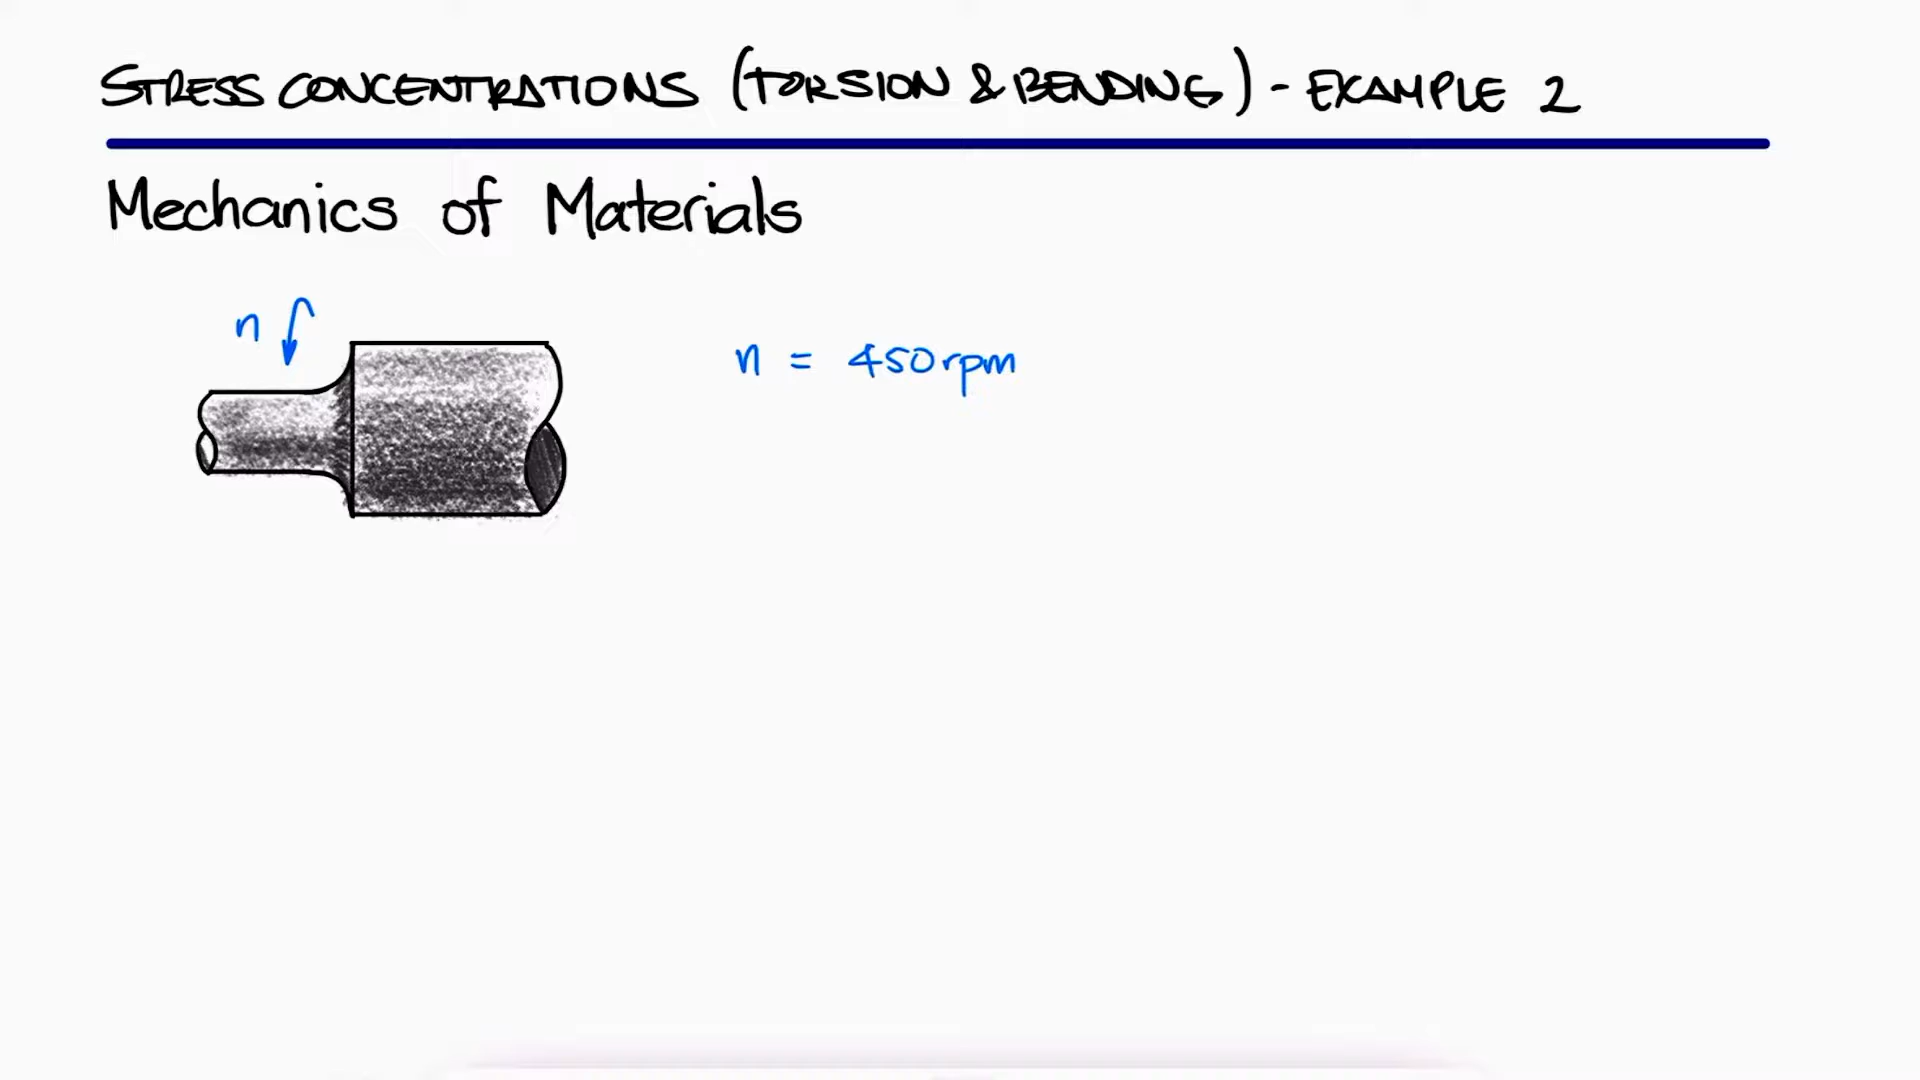 STRESS CONCENTRATIONS (TORSION & BENDING) - EXAMPLE 2
Mechanics of Materials
n
n = 450rpm